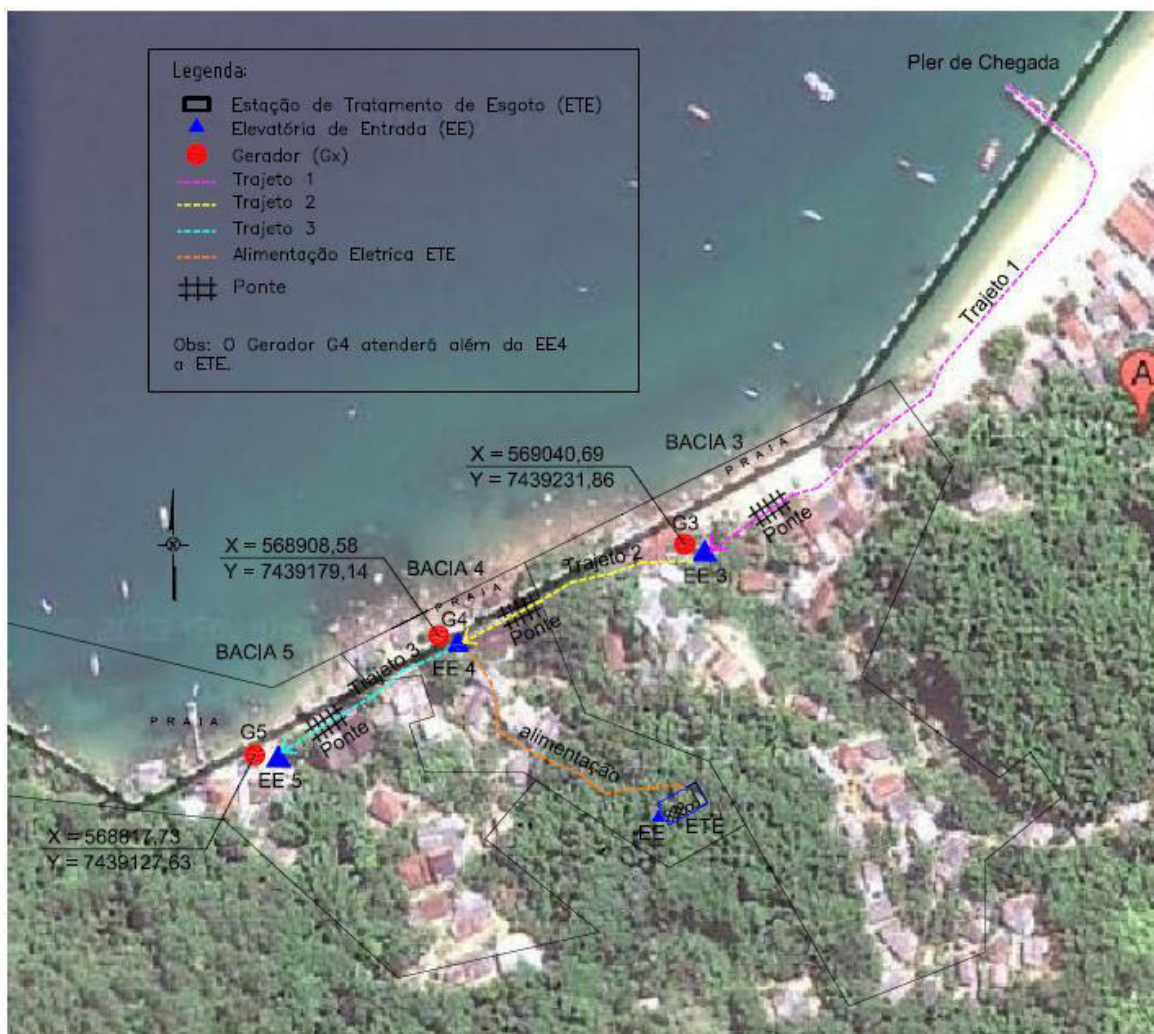 Legenda:
Estação de Tratamento de Esgoto (ETE)
Elevatória de Entrada (EE)
Gerador (Gx)
Trajeto 1
Trajeto 2
Trajeto 3
Alimentação Eletrica ETE
Ponte
Obs: O Gerador G4 atenderá além da EE4
a ETE.
Pier de Chegada
Trajeto 1
A
BACIA 3
PRAIA
X = 569040,69
Y = 7439231,86
G3
Ponte
EE 3
X = 568908,58
Y = 7439179,14
BACIA 4
PRAIA
Trajeto 2
Ponte
G4
EE 4
BACIA 5
Trajeto 3
PRAIA
Ponte
G5
EE 5
alimentação
EE
ETE
X = 568817,73
Y = 7439127,63